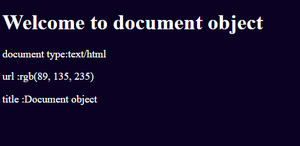 Welcome to document object
document type:text/html
url :rgb(89, 135, 235)
title :Document object